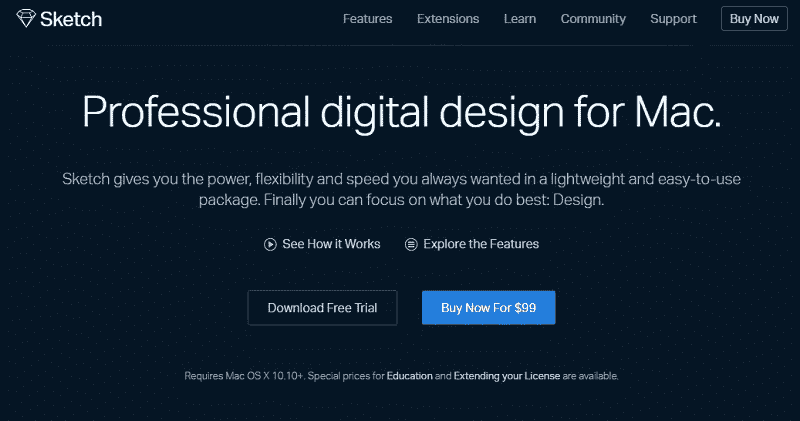 Sketch
Features Extensions Learn Community Support Buy Now
Professional digital design for Mac.
Sketch gives you the power, flexibility and speed you always wanted in a lightweight and easy-to-use
package. Finally you can focus on what you do best: Design.
See How it Works Explore the Features
Download Free Trial Buy Now For $99
Requires Mac OS X 10.10+. Special prices for Education and Extending your License are available.